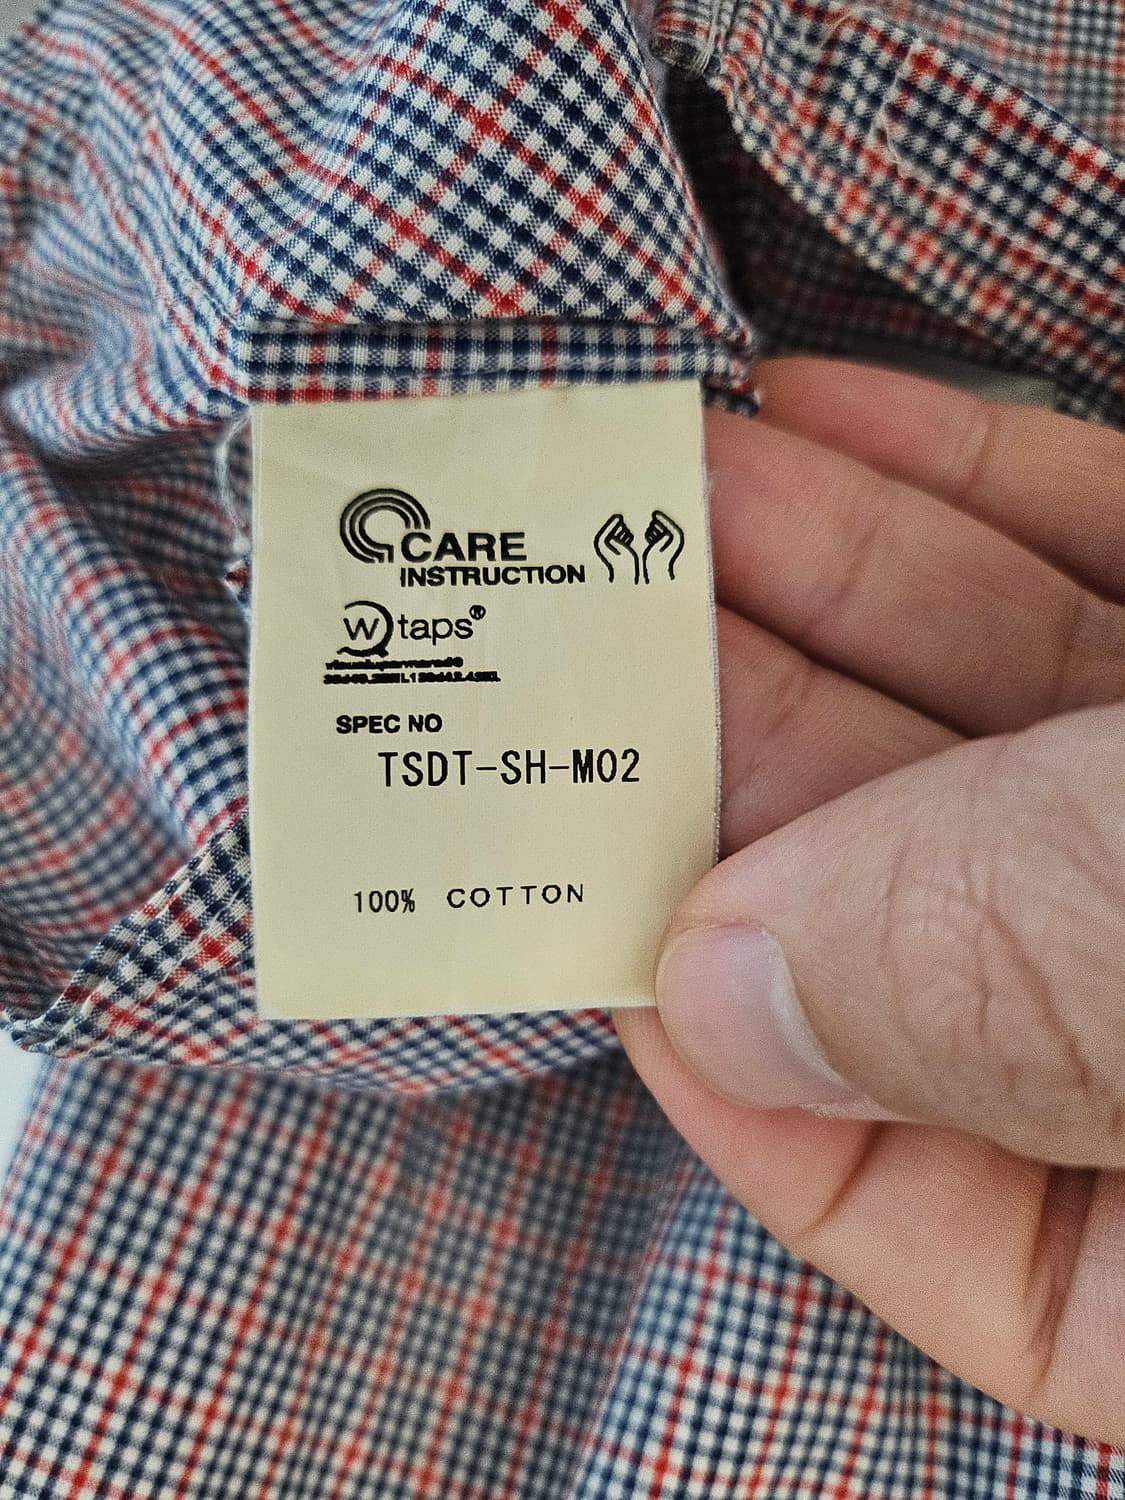 CARE
INSTRUCTION
Wtaps®
SPEC NO
TSDT-SH-M02
100% COTTON